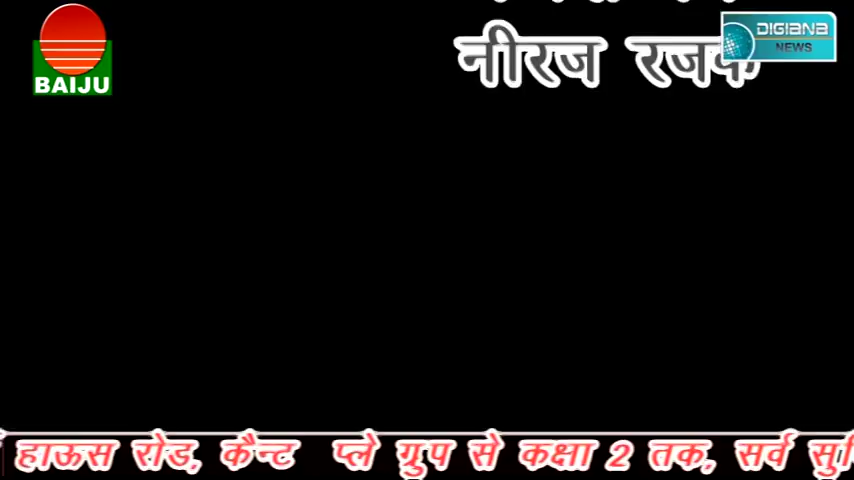 नीरज रजक
DIGIANA
NEWS
BAIJU
हाऊस रोड, कैन्ट प्ले ग्रुप से कक्षा 2 तक, सर्व